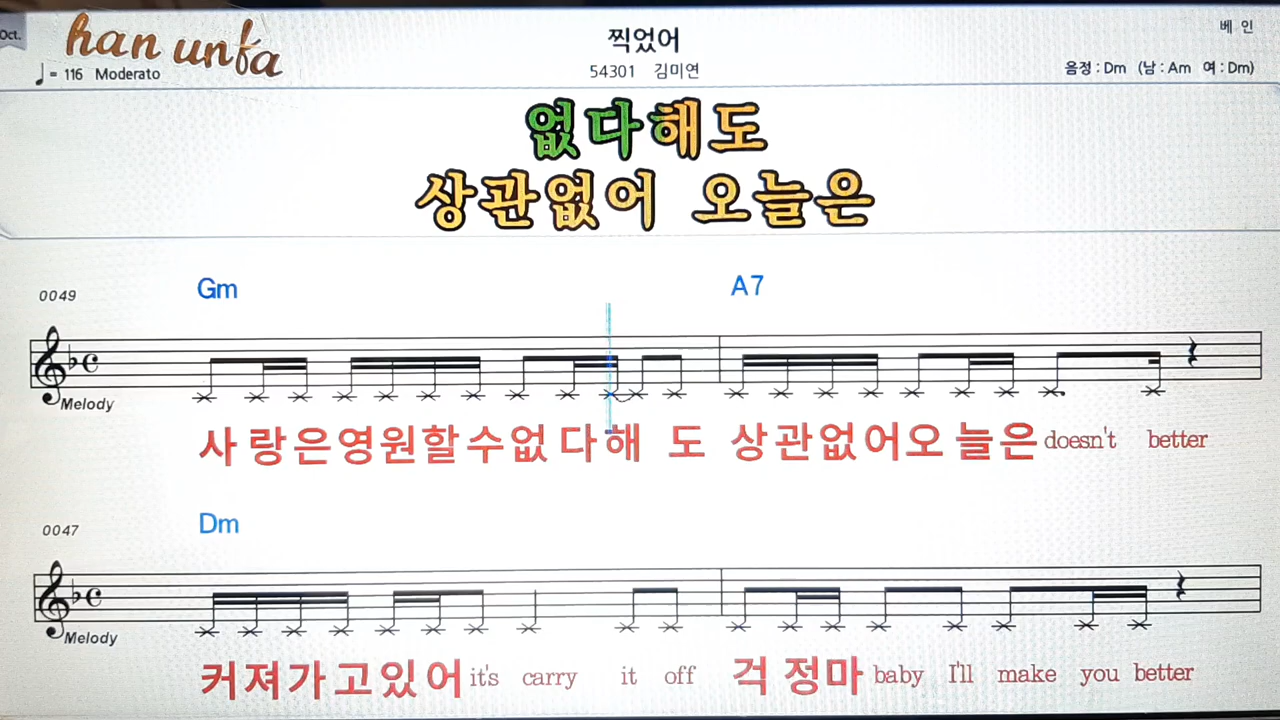 Oct.
han unfa
♩= 116 Moderato
찍었어
54301 김미연
베 인
음정 : Dm (남 : Am 여 : Dm)
없다해도
상관없어 오늘은
0049
Gm A7
Melody
사 랑은영원할수없 다해 도 상관없어오 늘은 doesn't better
0047
Dm
Melody
커져가고있어 it's carry it off 걱 정마 baby I'll make you better